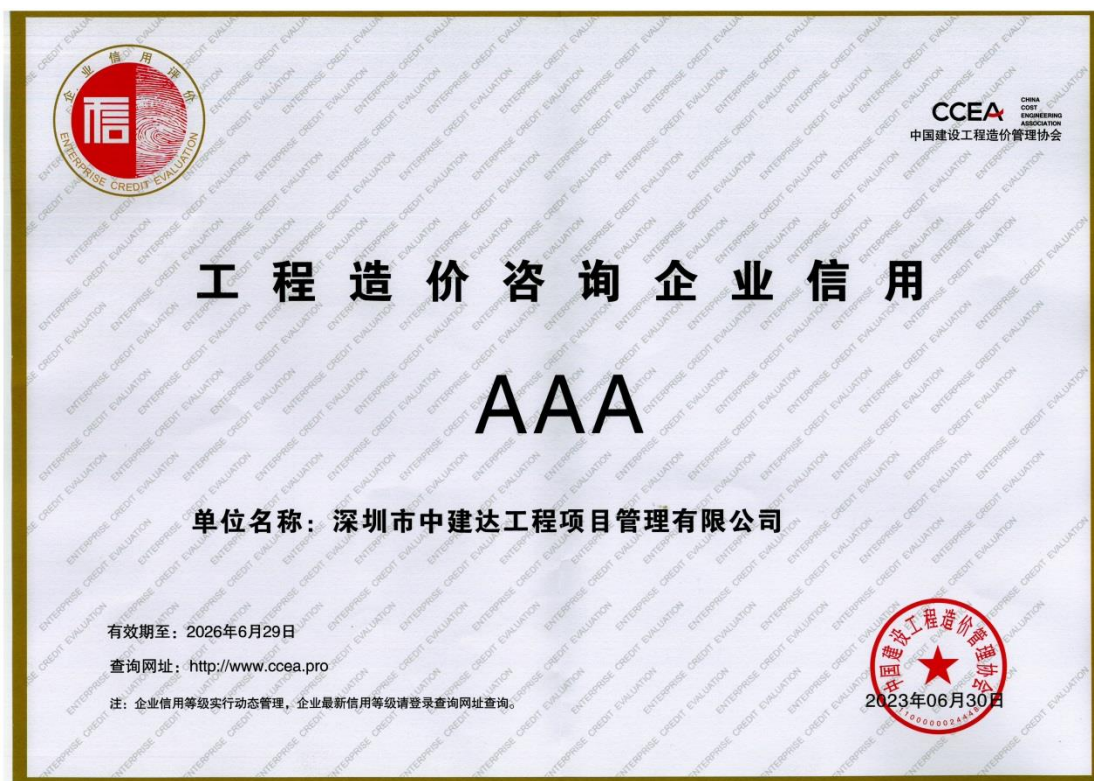 企业信用评价
信
ENTERPRISE CREDIT EVALUATION
CCEA
CHINA
COST
ENGINEERING
ASSOCIATION
中国建设工程造价管理协会
工程造价咨询企业信用
AAA
单位名称：深圳市中建达工程项目管理有限公司
有效期至：2026年6月29日
查询网址：http://www.ccea.pro
注：企业信用等级实行动态管理，企业最新信用等级请登录查询网址查询。
中国建设工程造价管理协会
2023年06月30日